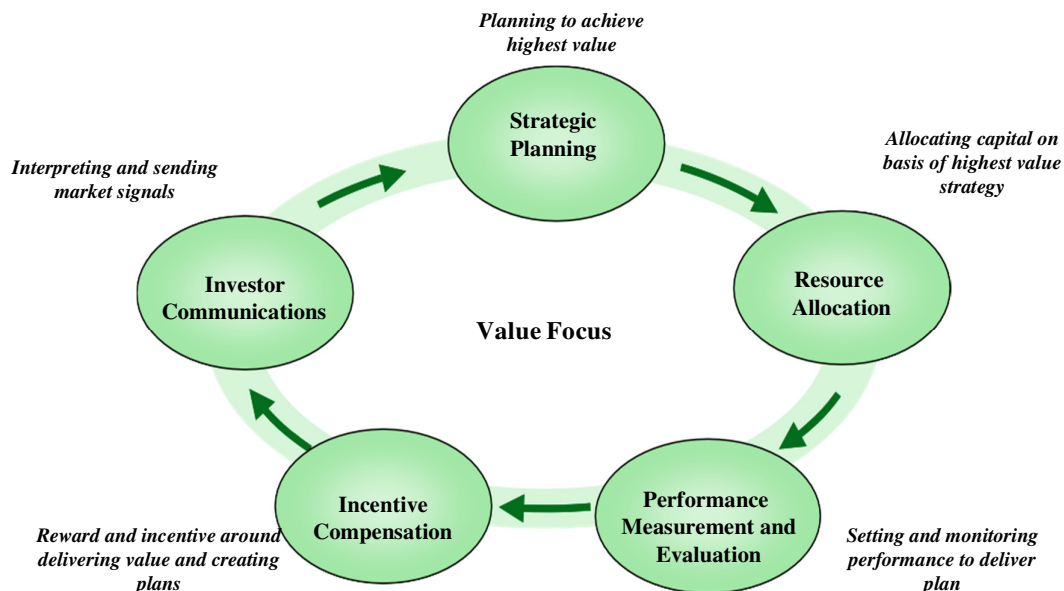 Planning to achieve
highest value
Strategic
Planning
Allocating capital on
basis of highest value
strategy
Interpreting and sending
market signals
Resource
Allocation
Investor
Communications
Value Focus
Performance
Measurement and
Evaluation
Incentive
Compensation
Setting and monitoring
performance to deliver
plan
Reward and incentive around
delivering value and creating
plans